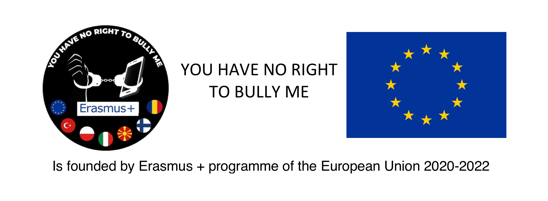 YOU HAVE NO RIGHT TO BULLY ME
Erasmus+
YOU HAVE NO RIGHT
TO BULLY ME
Is founded by Erasmus + programme of the European Union 2020-2022